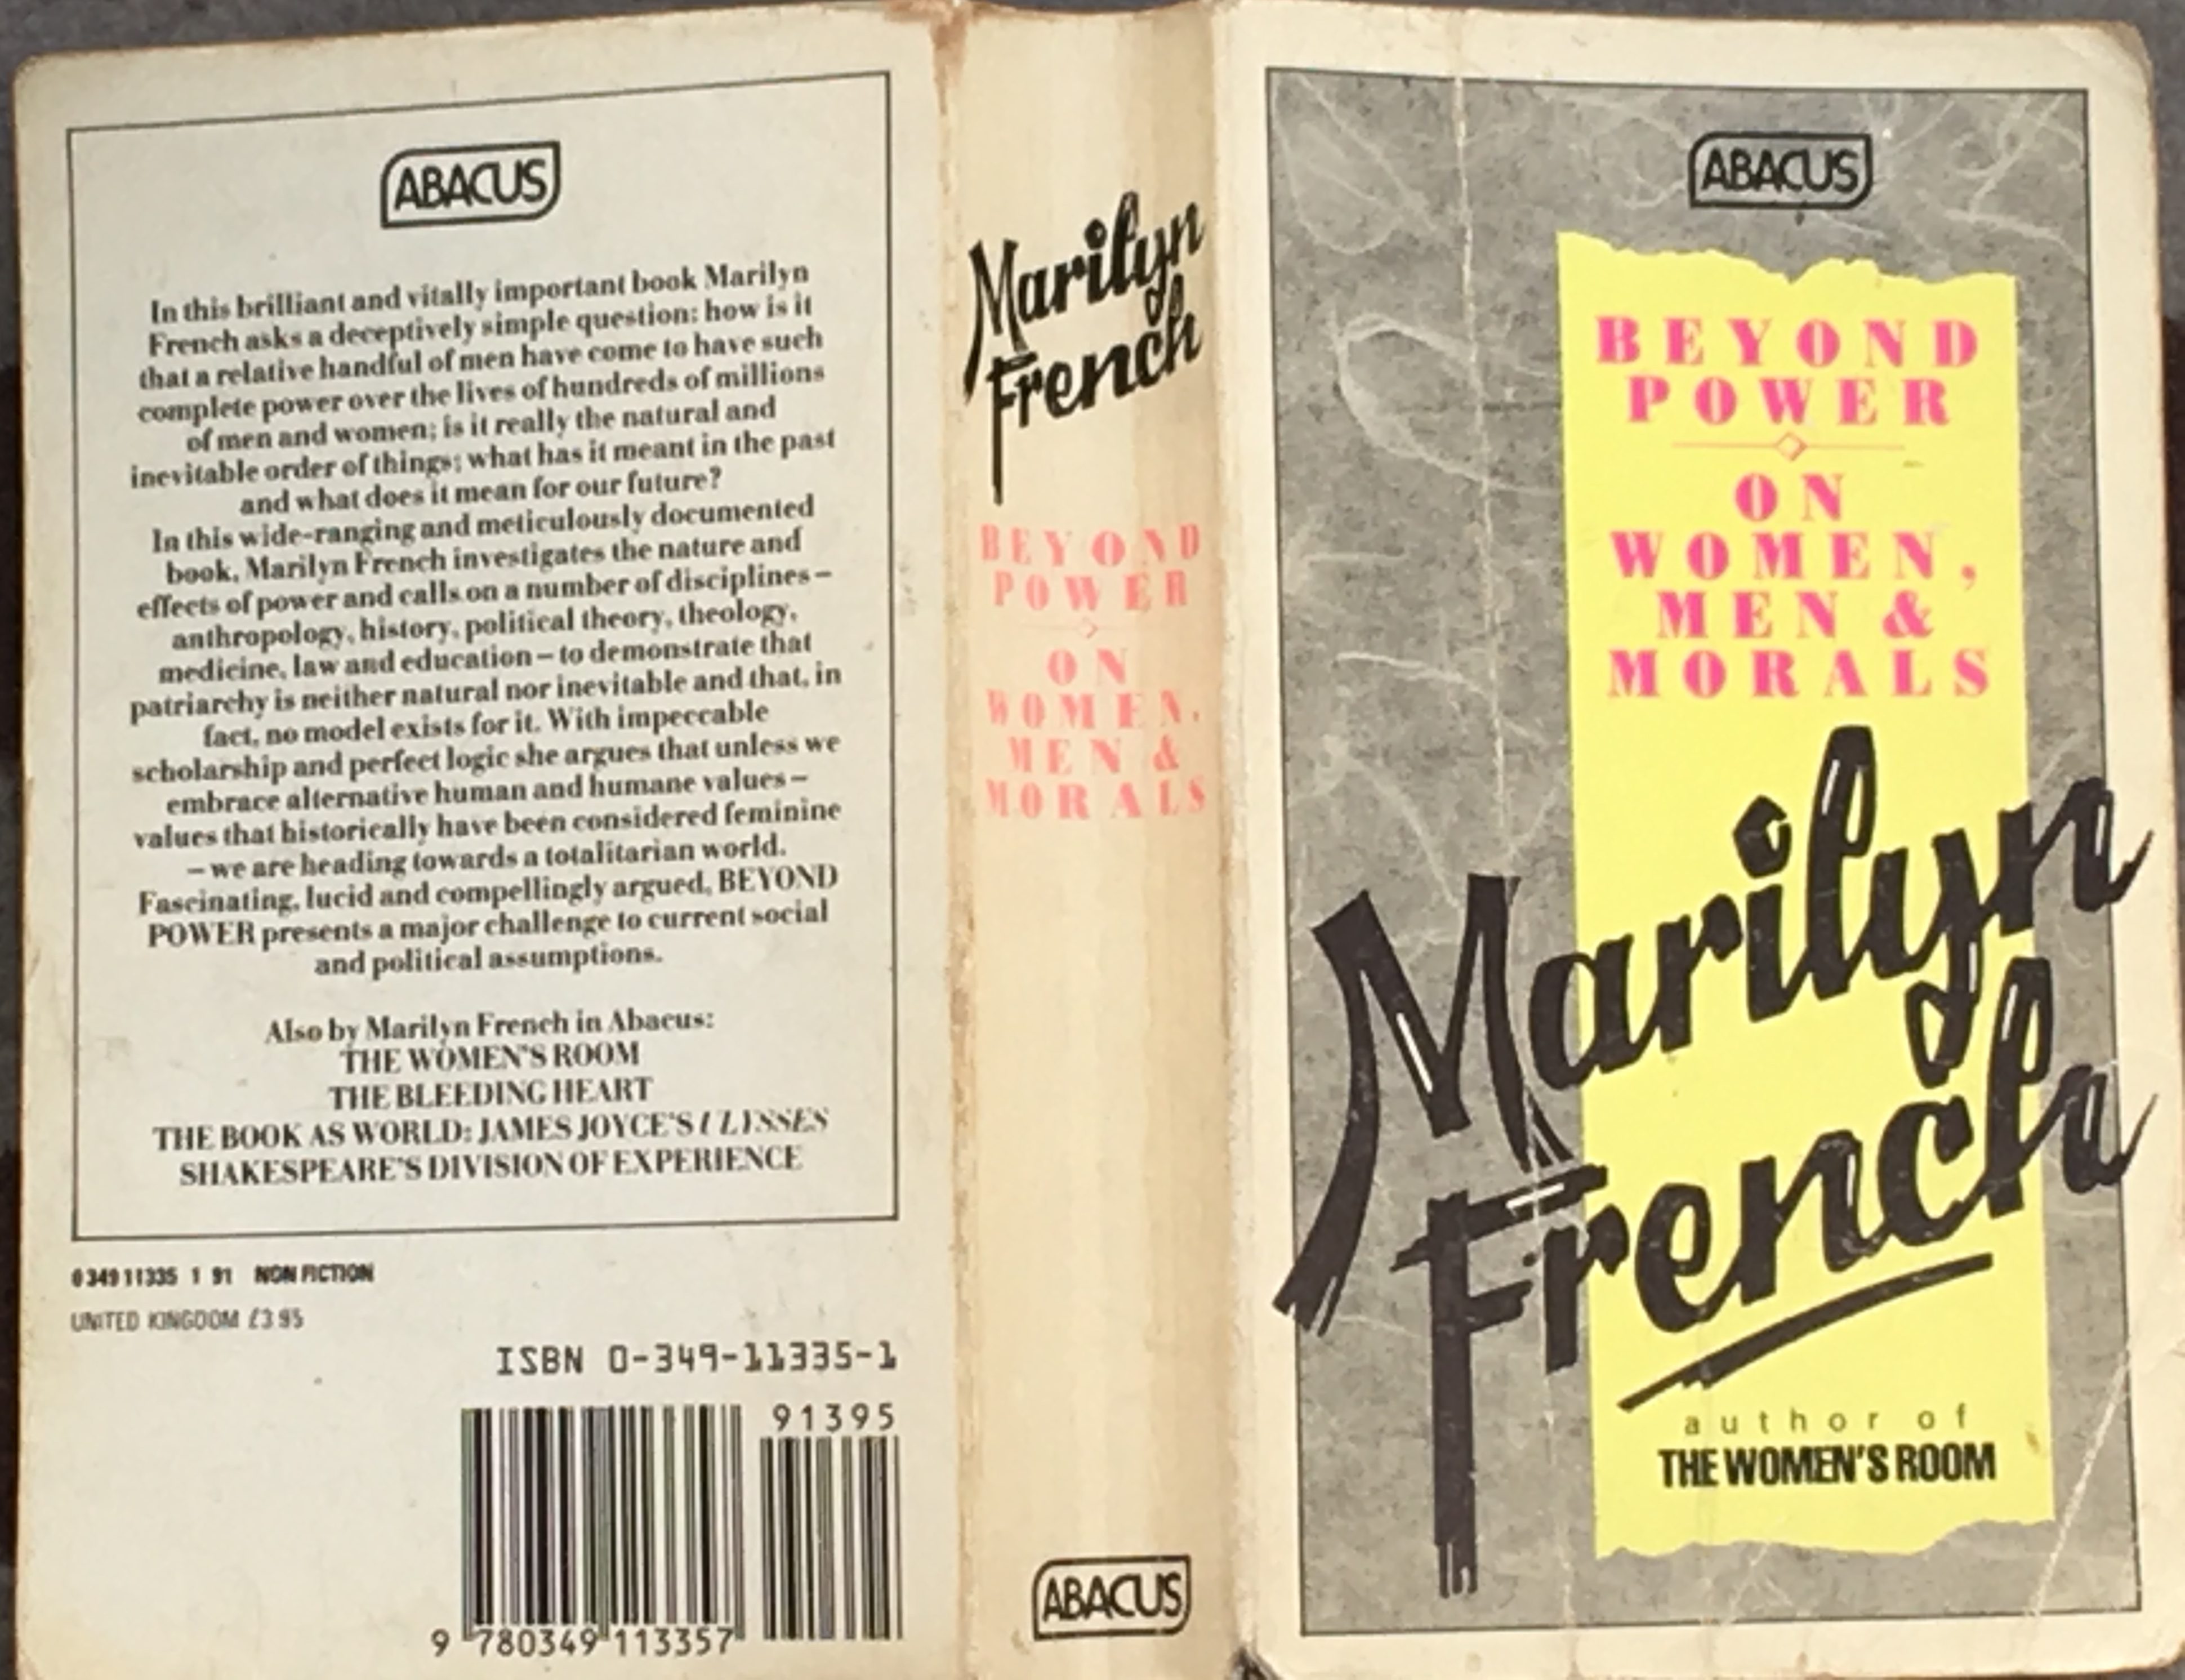 ABACUS
In this brilliant and vitally important book Marilyn
French asks a deceptively simple question: how is it
that a relative handful of men have come to have such
complete power over the lives of hundreds of millions
of men and women; is it really the natural and
inevitable order of things; what has it meant in the past
and what does it mean for our future?
In this wide-ranging and meticulously documented
book, Marilyn French investigates the nature and
effects of power and calls on a number of disciplines –
anthropology, history, political theory, theology,
medicine, law and education – to demonstrate that
patriarchy is neither natural nor inevitable and that, in
fact, no model exists for it. With impeccable
scholarship and perfect logic she argues that unless we
embrace alternative human and humane values –
values that historically have been considered feminine
– we are heading towards a totalitarian world.
Fascinating, lucid and compellingly argued, BEYOND
POWER presents a major challenge to current social
and political assumptions.
Also by Marilyn French in Abacus:
THE WOMEN'S ROOM
THE BLEEDING HEART
THE BOOK AS WORLD: JAMES JOYCE'S ULYSSES
SHAKESPEARE'S DIVISION OF EXPERIENCE
0 349 11335 1 91 NON FICTION
UNITED KINGDOM £3.95
ISBN 0-349-11335-1
91395
9 780349 113357
Marilyn
French
BEYOND
POWER
ON
WOMEN,
MEN &
MORALS
ABACUS
ABACUS
BEYOND
POWER
ON
WOMEN,
MEN &
MORALS
Marilyn
French
author of
THE WOMEN'S ROOM